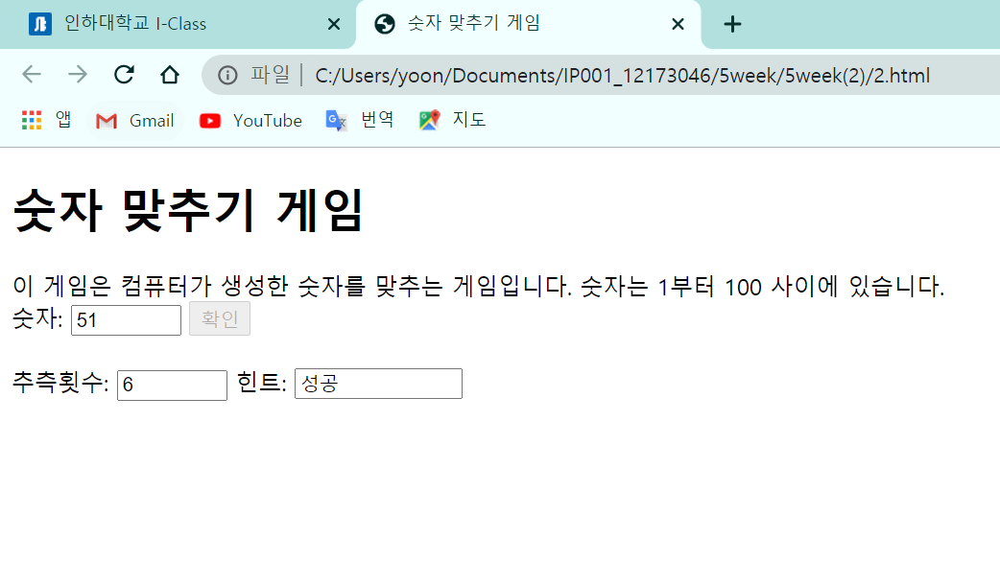 인하대학교 I-Class
숫자 맞추기 게임
파일 | C:/Users/yoon/Documents/IP001_12173046/5week/5week(2)/2.html
앱 Gmail YouTube 번역 지도
숫자 맞추기 게임
이 게임은 컴퓨터가 생성한 숫자를 맞추는 게임입니다. 숫자는 1부터 100 사이에 있습니다.
숫자: 51 확인
추측횟수: 6 힌트: 성공